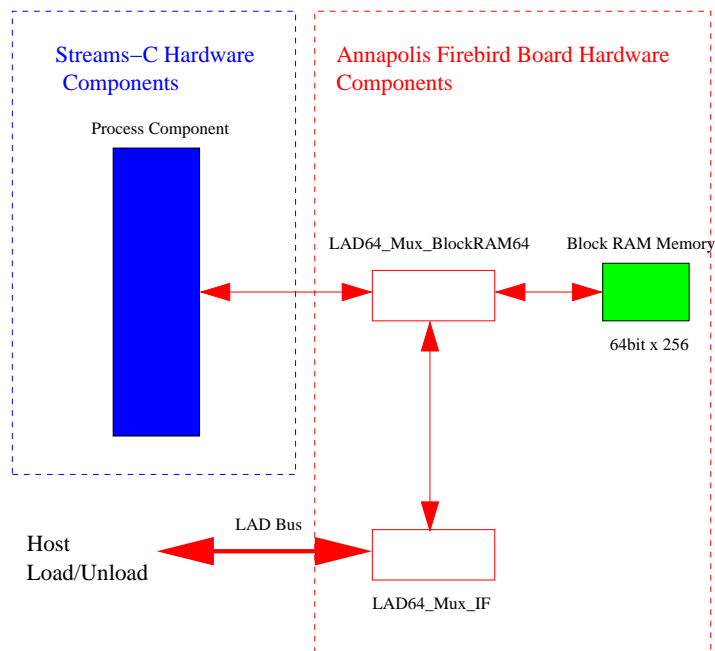 Streams–C Hardware
Components
Annapolis Firebird Board Hardware
Components
Process Component
LAD64_Mux_BlockRAM64
Block RAM Memory
64bit x 256
LAD Bus
Host
Load/Unload
LAD64_Mux_IF